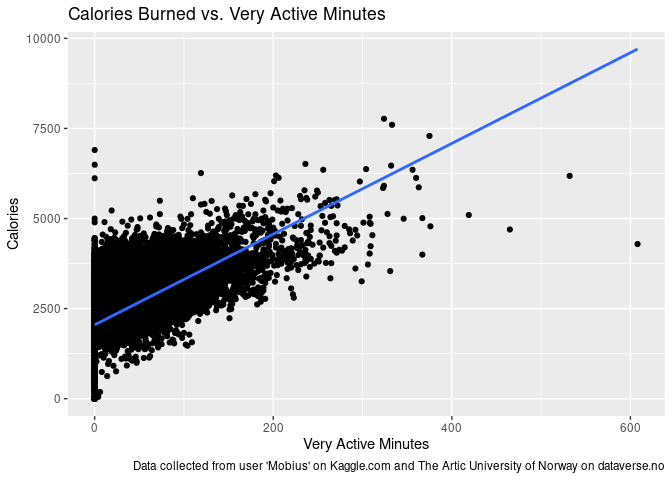 Calories Burned vs. Very Active Minutes
10000
7500
5000
2500
0
Calories
0 200 400 600
Very Active Minutes
Data collected from user 'Mobius' on Kaggle.com and The Artic University of Norway on dataverse.no